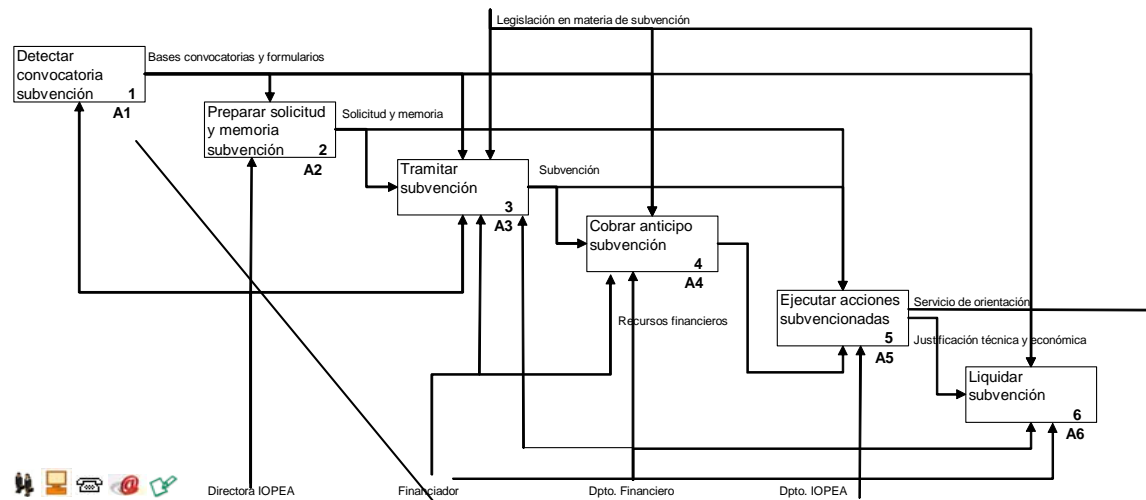 Legislación en materia de subvención
Detectar
convocatoria
subvención
1
A1
Bases convocatorias y formularios
Preparar solicitud
y memoria
subvención
2
A2
Solicitud y memoria
Tramitar
subvención
3
A3
Subvención
Cobrar anticipo
subvención
4
A4
Recursos financieros
Ejecutar acciones
subvencionadas
5
A5
Servicio de orientación
Justificación técnica y económica
Liquidar
subvención
6
A6
@
Directora IOPEA
Financiador
Dpto. Financiero
Dpto. IOPEA